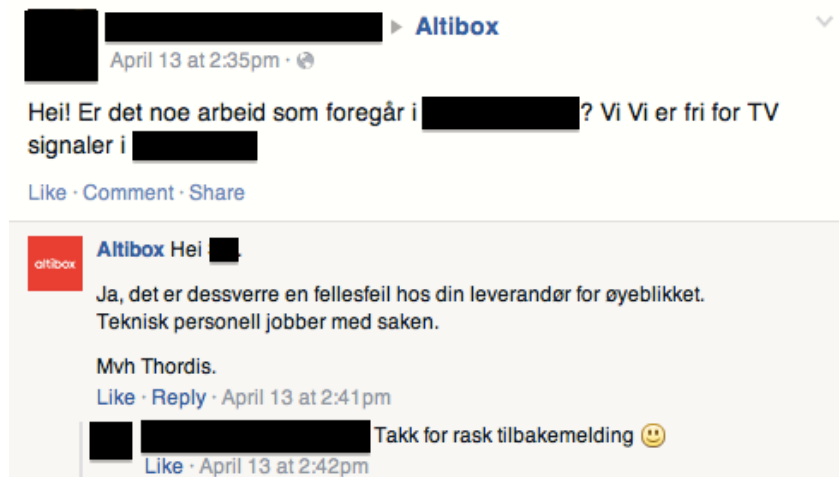 Altibox
April 13 at 2:35pm ·
Hei! Er det noe arbeid som foregår i ? Vi Vi er fri for TV
signaler i
Like · Comment · Share
altibox
Altibox Hei .
Ja, det er dessverre en fellesfeil hos din leverandør for øyeblikket.
Teknisk personell jobber med saken.
Mvh Thordis.
Like · Reply · April 13 at 2:41pm
Takk for rask tilbakemelding
Like · April 13 at 2:42pm